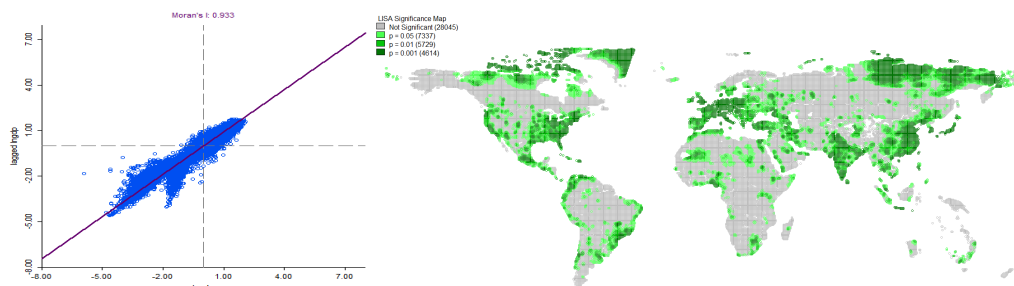 Moran's I: 0.933
7.00
4.00
1.00
-2.00
-5.00
-8.00
-8.00
-5.00
-2.00
1.00
4.00
7.00
LISA Significance Map
Not Significant (28045)
p = 0.05 (7337)
p = 0.01 (5729)
p = 0.001 (4614)